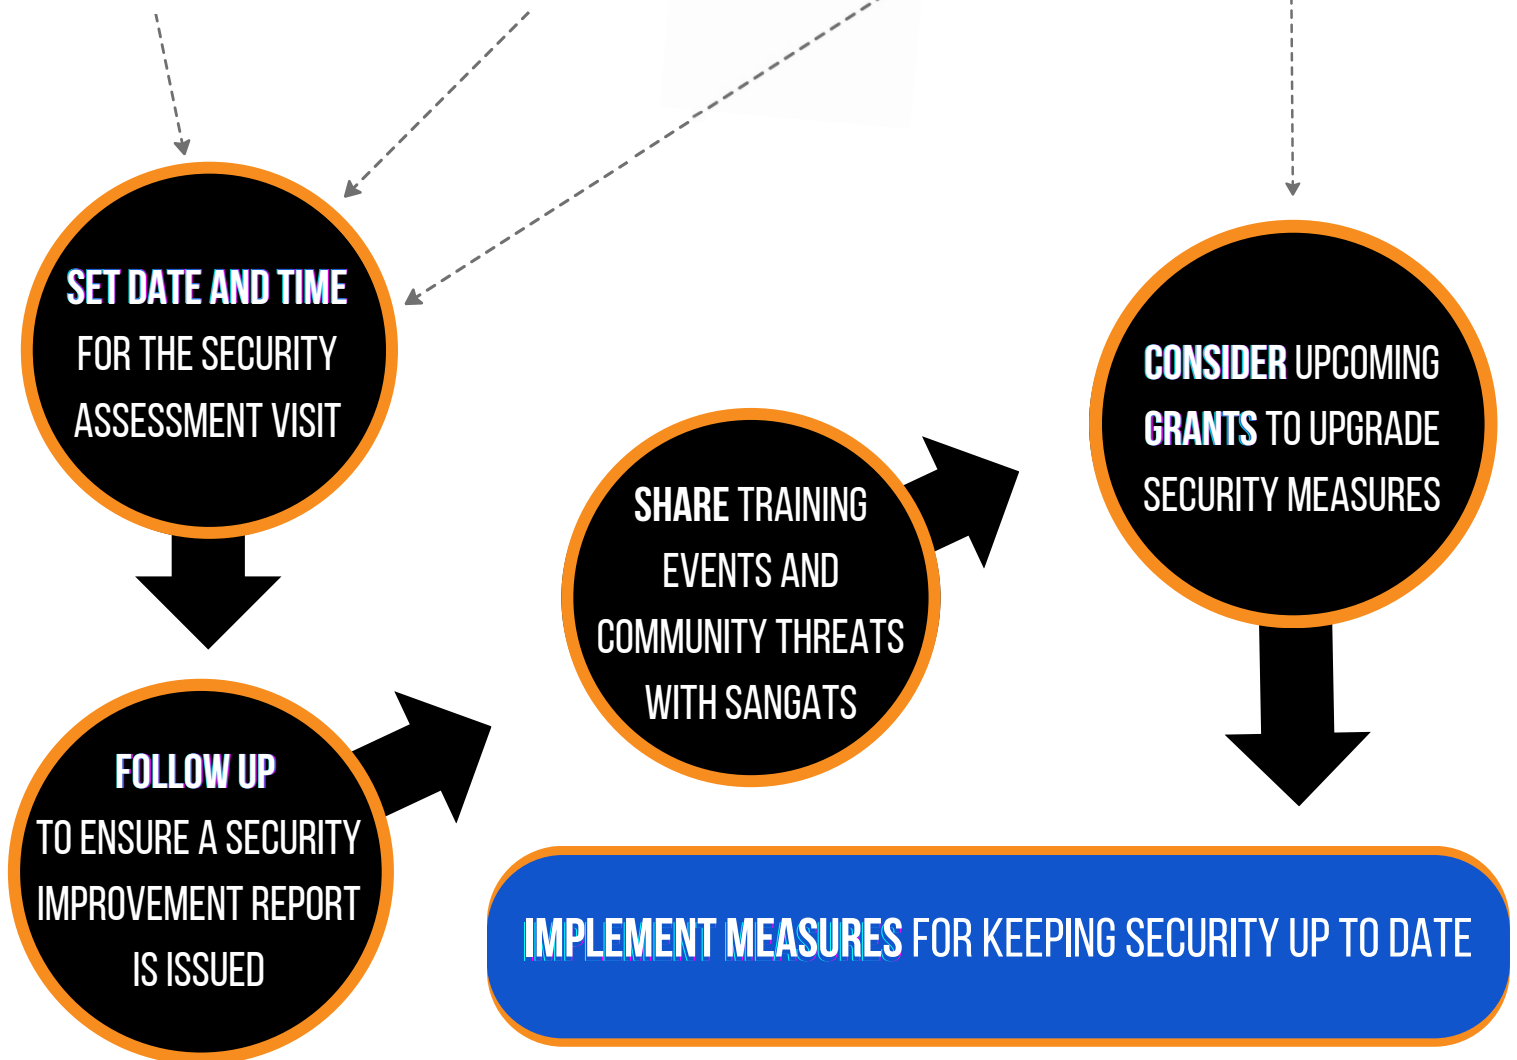 SET DATE AND TIME
FOR THE SECURITY
ASSESSMENT VISIT
FOLLOW UP
TO ENSURE A SECURITY
IMPROVEMENT REPORT
IS ISSUED
SHARE TRAINING
EVENTS AND
COMMUNITY THREATS
WITH SANGATS
CONSIDER UPCOMING
GRANTS TO UPGRADE
SECURITY MEASURES
IMPLEMENT MEASURES FOR KEEPING SECURITY UP TO DATE